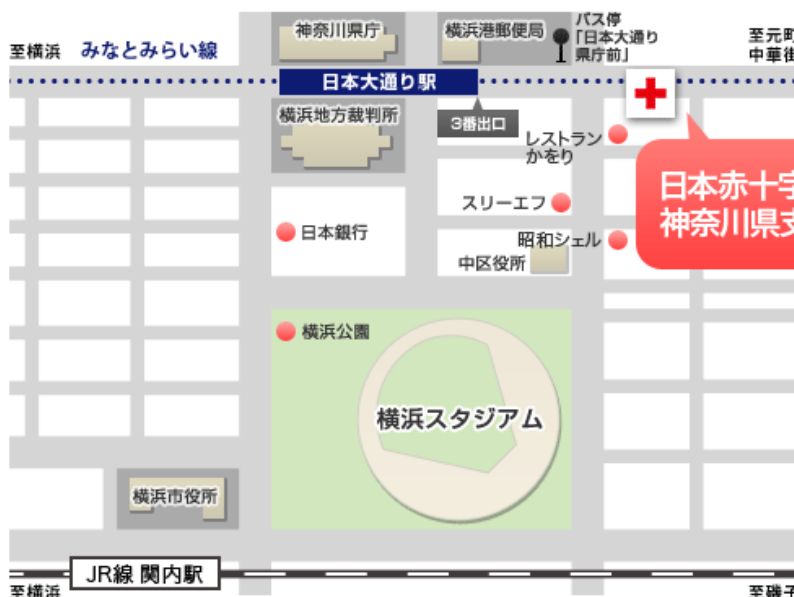 神奈川県庁
横浜港郵便局
バス停
「日本大通り
県庁前」
至横浜
みなとみらい線
至元町
中華街
日本大通り駅
横浜地方裁判所
3番出口
レストラン
かをり
日本赤十字
神奈川県支
スリーエフ
日本銀行
昭和シェル
中区役所
横浜公園
横浜スタジアム
横浜市役所
JR線 関内駅
至横浜
至磯子